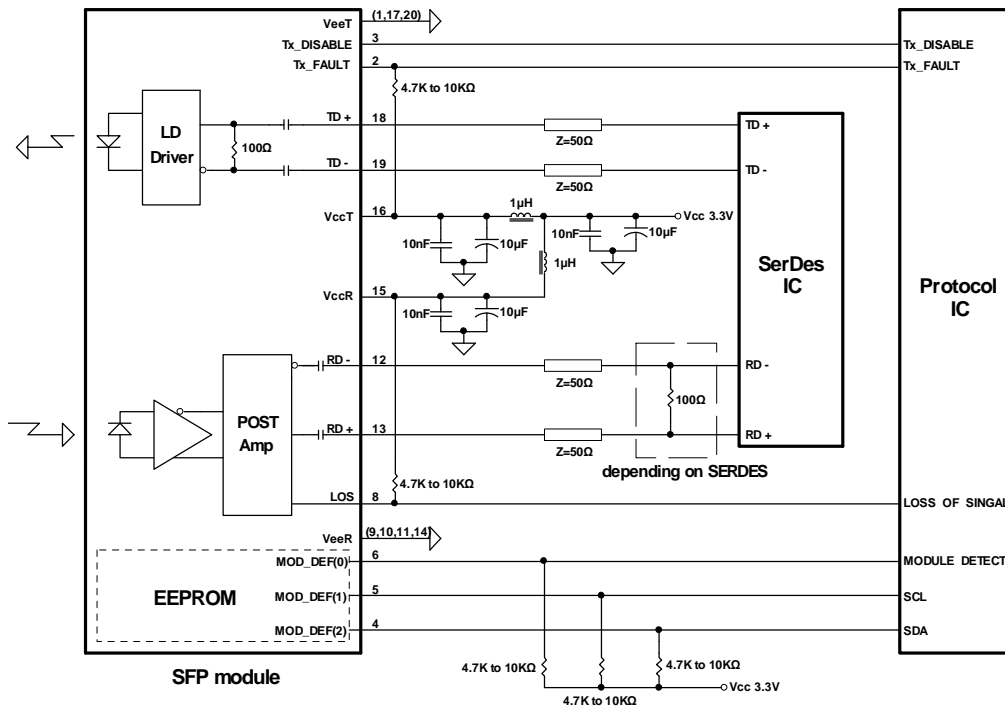 VeeT (1,17,20)
Tx_DISABLE 3 Tx_DISABLE
Tx_FAULT 2 Tx_FAULT
4.7K to 10KΩ
LD
Driver
100Ω
TD + 18 TD +
Z=50Ω
TD - 19 TD -
Z=50Ω
1µH
VccT 16 Vcc 3.3V
10nF 10µF 10nF 10µF
1µH
SerDes
IC
Protocol
IC
VccR 15
10nF 10µF
RD - 12 RD -
Z=50Ω
POST
Amp
100Ω
RD + 13 RD +
Z=50Ω
depending on SERDES
4.7K to 10KΩ
LOS 8 LOSS OF SINGAL
VeeR (9,10,11,14)
MOD_DEF(0) 6 MODULE DETECT
EEPROM
MOD_DEF(1) 5 SCL
MOD_DEF(2) 4 SDA
4.7K to 10KΩ 4.7K to 10KΩ
4.7K to 10KΩ
Vcc 3.3V
SFP module